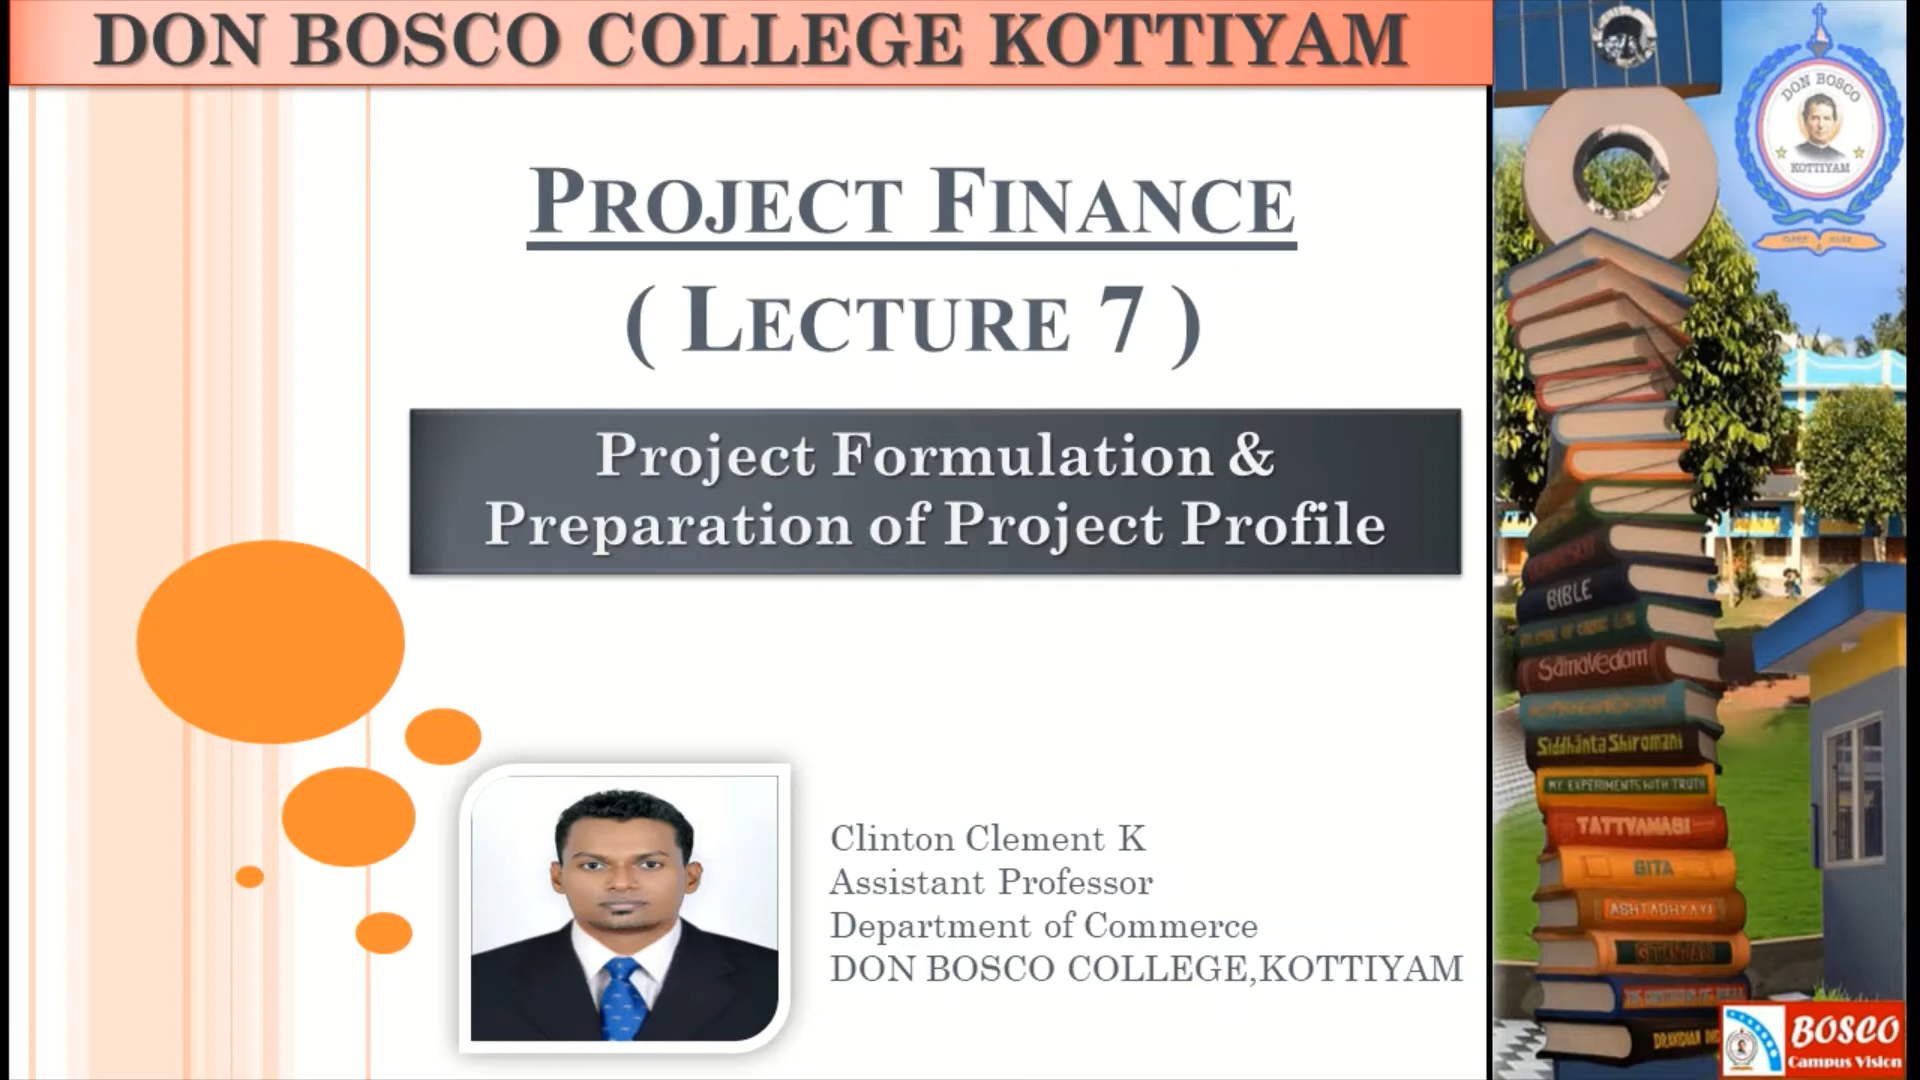 DON BOSCO COLLEGE KOTTIYAM
PROJECT FINANCE
( LECTURE 7 )
Project Formulation &
Preparation of Project Profile
Clinton Clement K
Assistant Professor
Department of Commerce
DON BOSCO COLLEGE,KOTTIYAM
DON BOSCO
KOTTIYAM
BIBLE
Samavedam
Siddhānta Shiromani
MY EXPERIMENTS WITH TRUTH
GITA
ASHTADHYAYI
BOSCO
Campus Vision